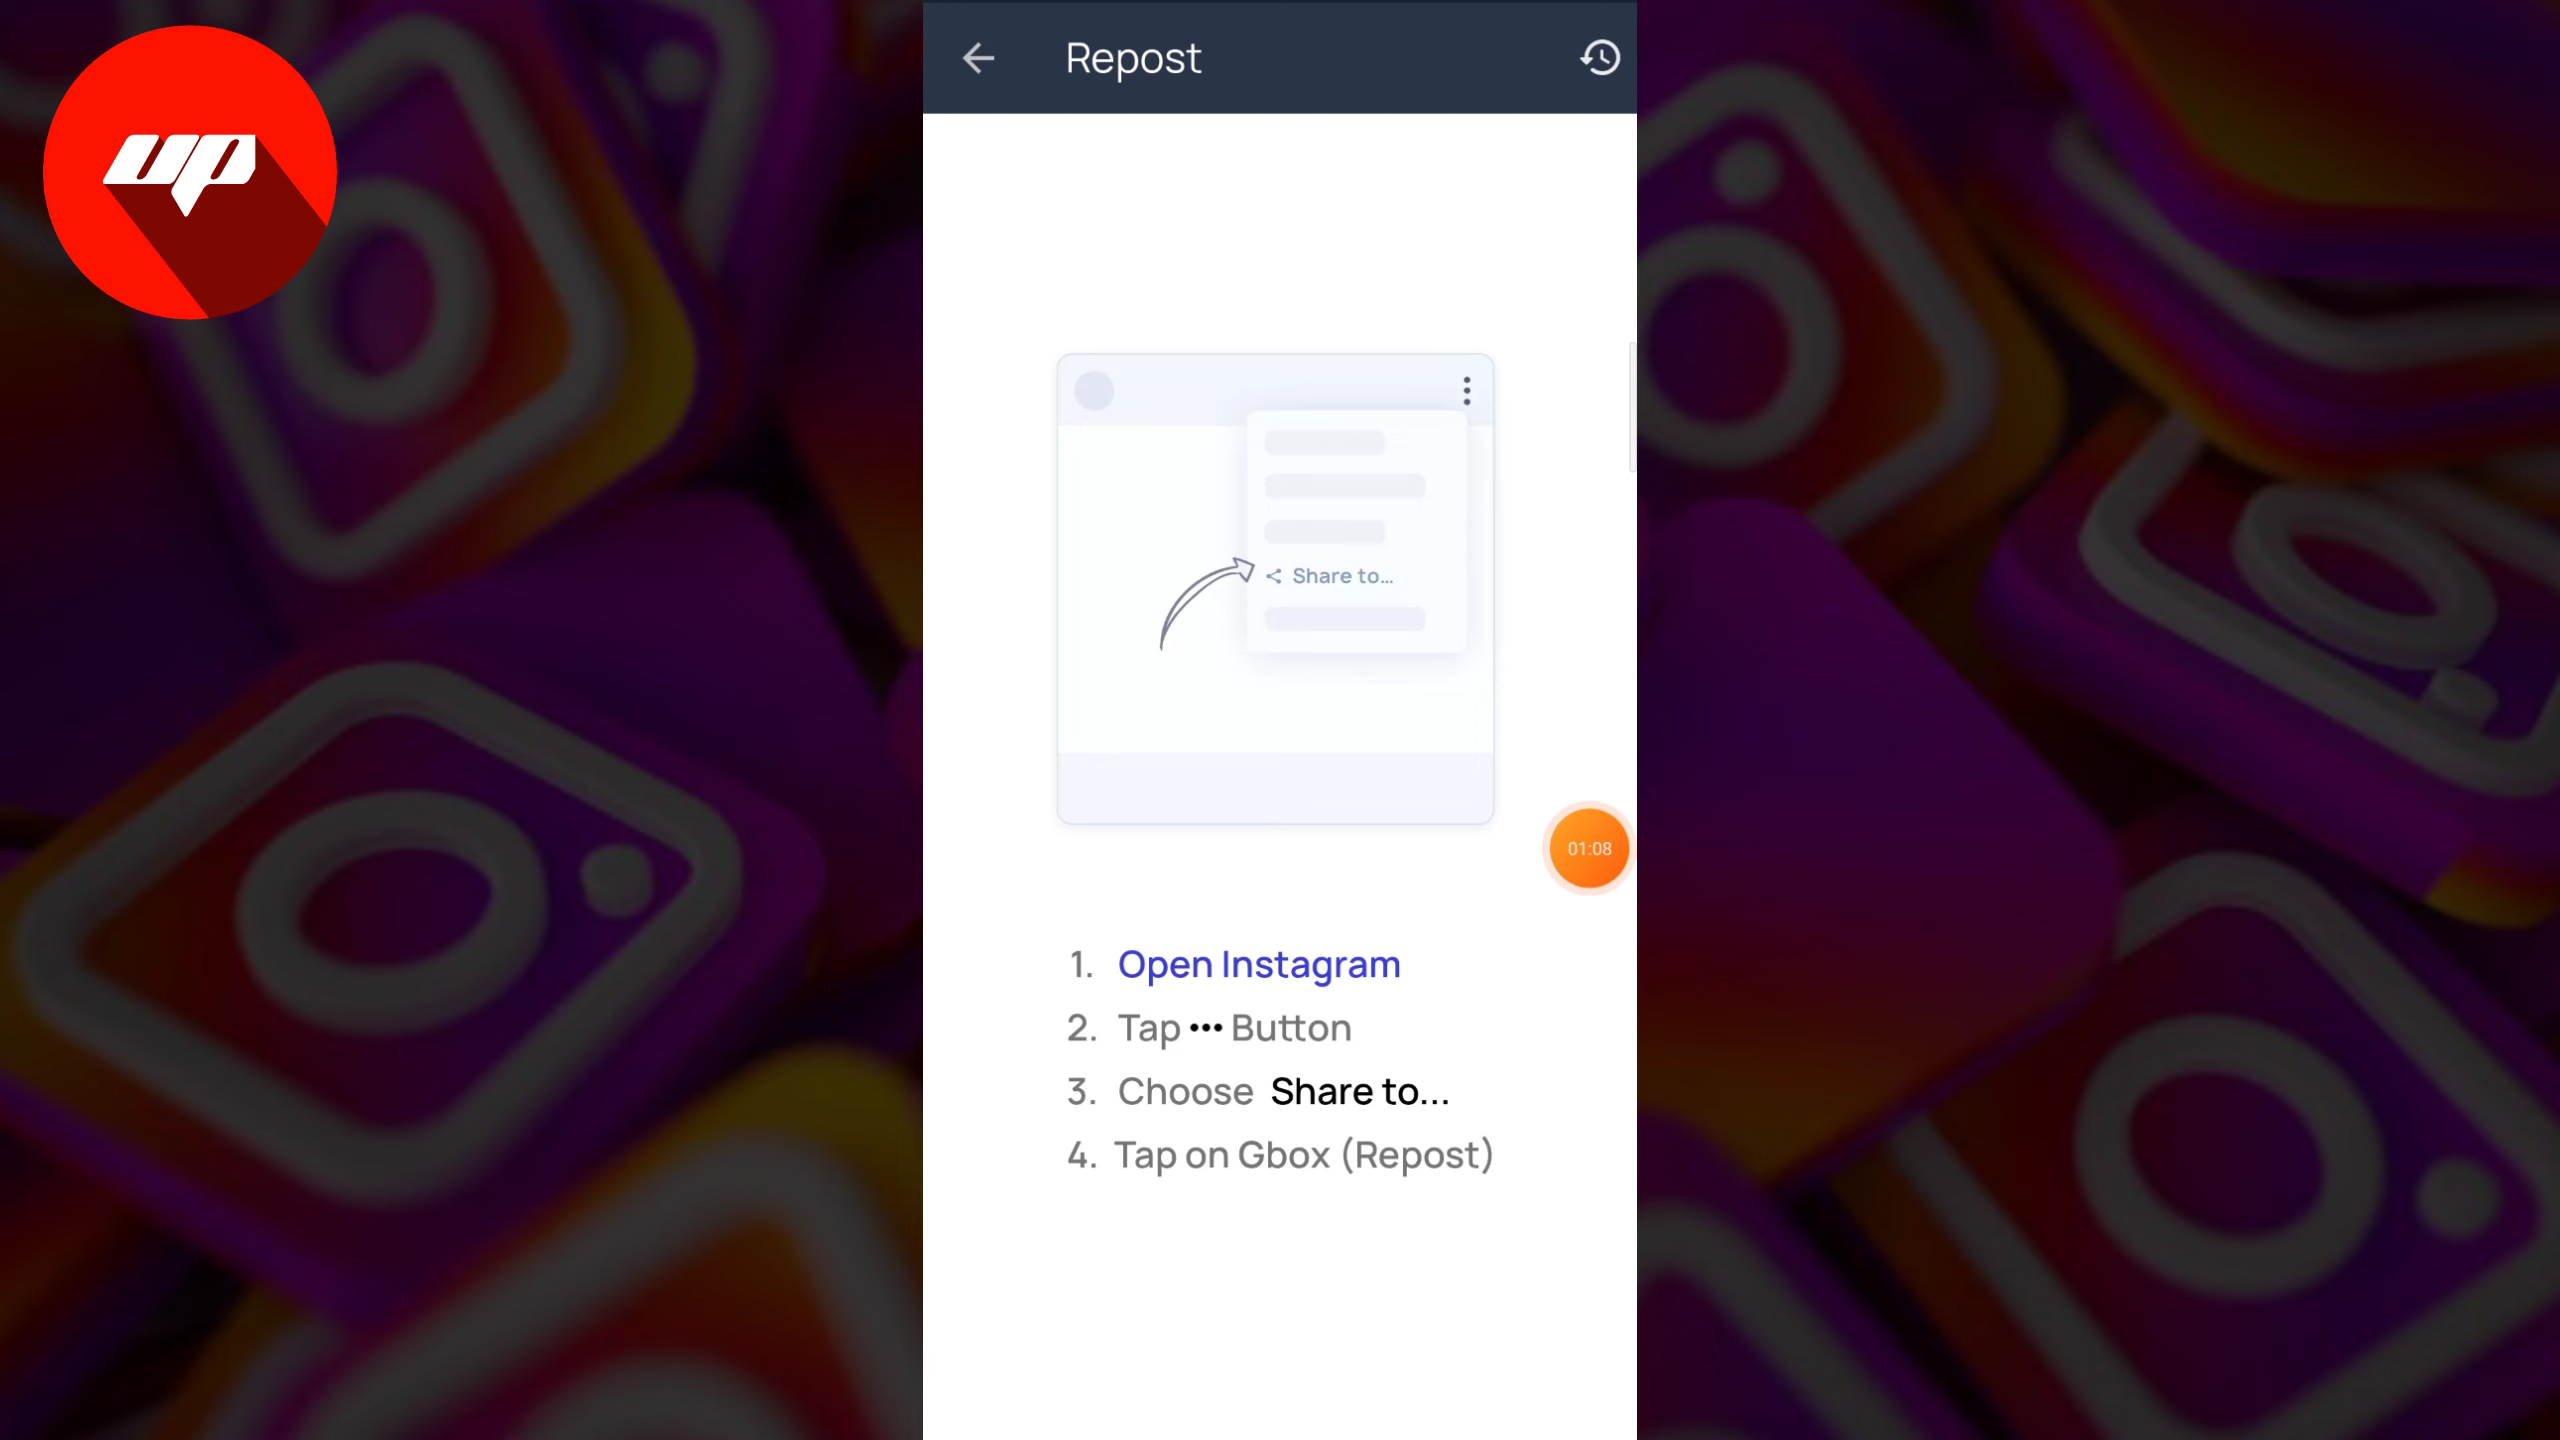 up
Repost
Share to...
01:08
1. Open Instagram
2. Tap ••• Button
3. Choose Share to...
4. Tap on Gbox (Repost)